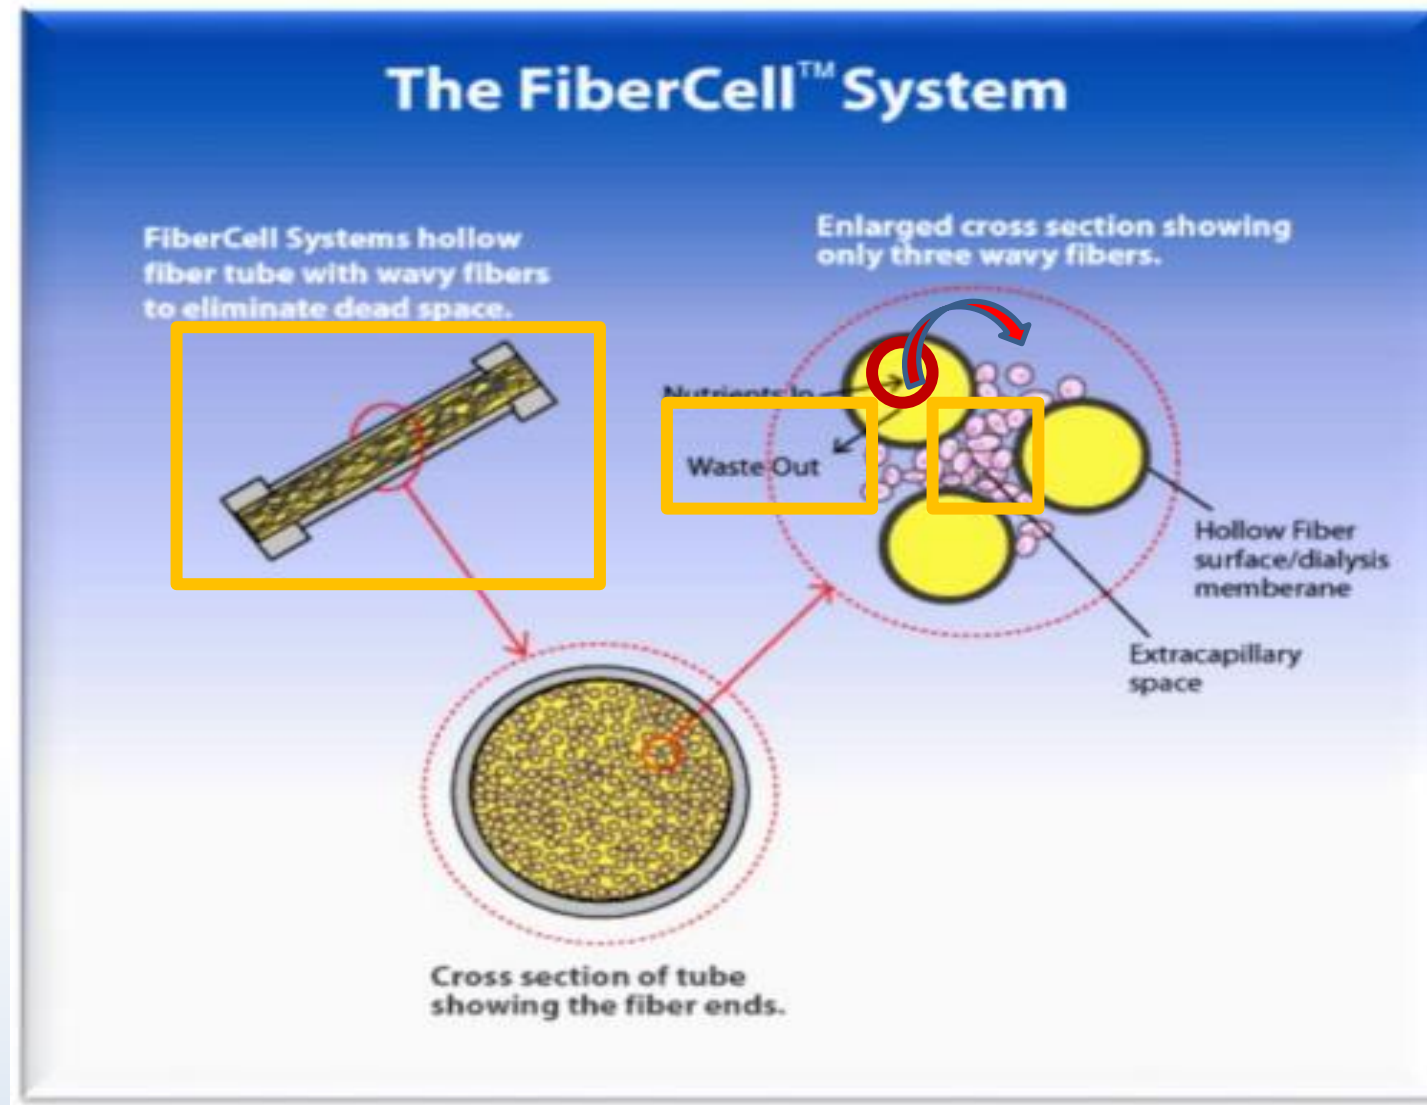 The FiberCell™ System
FiberCell Systems hollow
fiber tube with wavy fibers
to eliminate dead space.
Enlarged cross section showing
only three wavy fibers.
Nutrients In
Waste Out
Hollow Fiber
surface/dialysis
memberane
Extracapillary
space
Cross section of tube
showing the fiber ends.